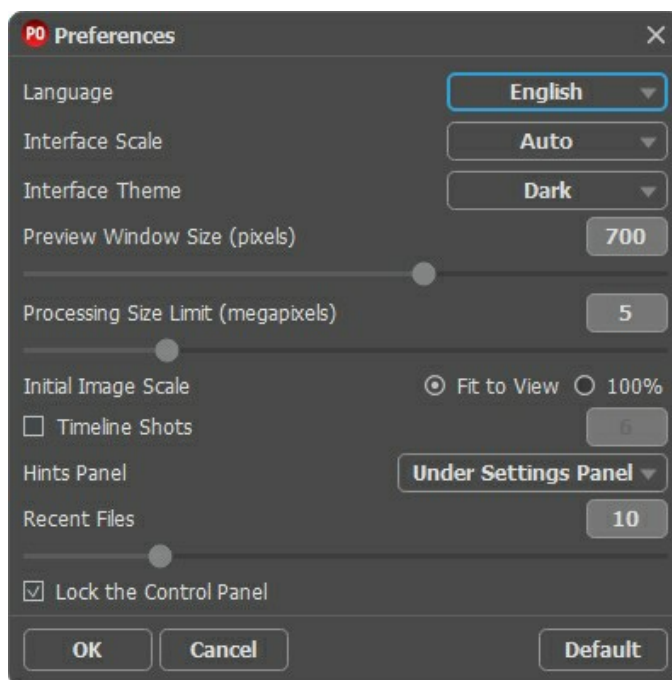 PO Preferences
Language English
Interface Scale Auto
Interface Theme Dark
Preview Window Size (pixels) 700
Processing Size Limit (megapixels) 5
Initial Image Scale Fit to View 100%
Timeline Shots 6
Hints Panel Under Settings Panel
Recent Files 10
Lock the Control Panel
OK Cancel Default